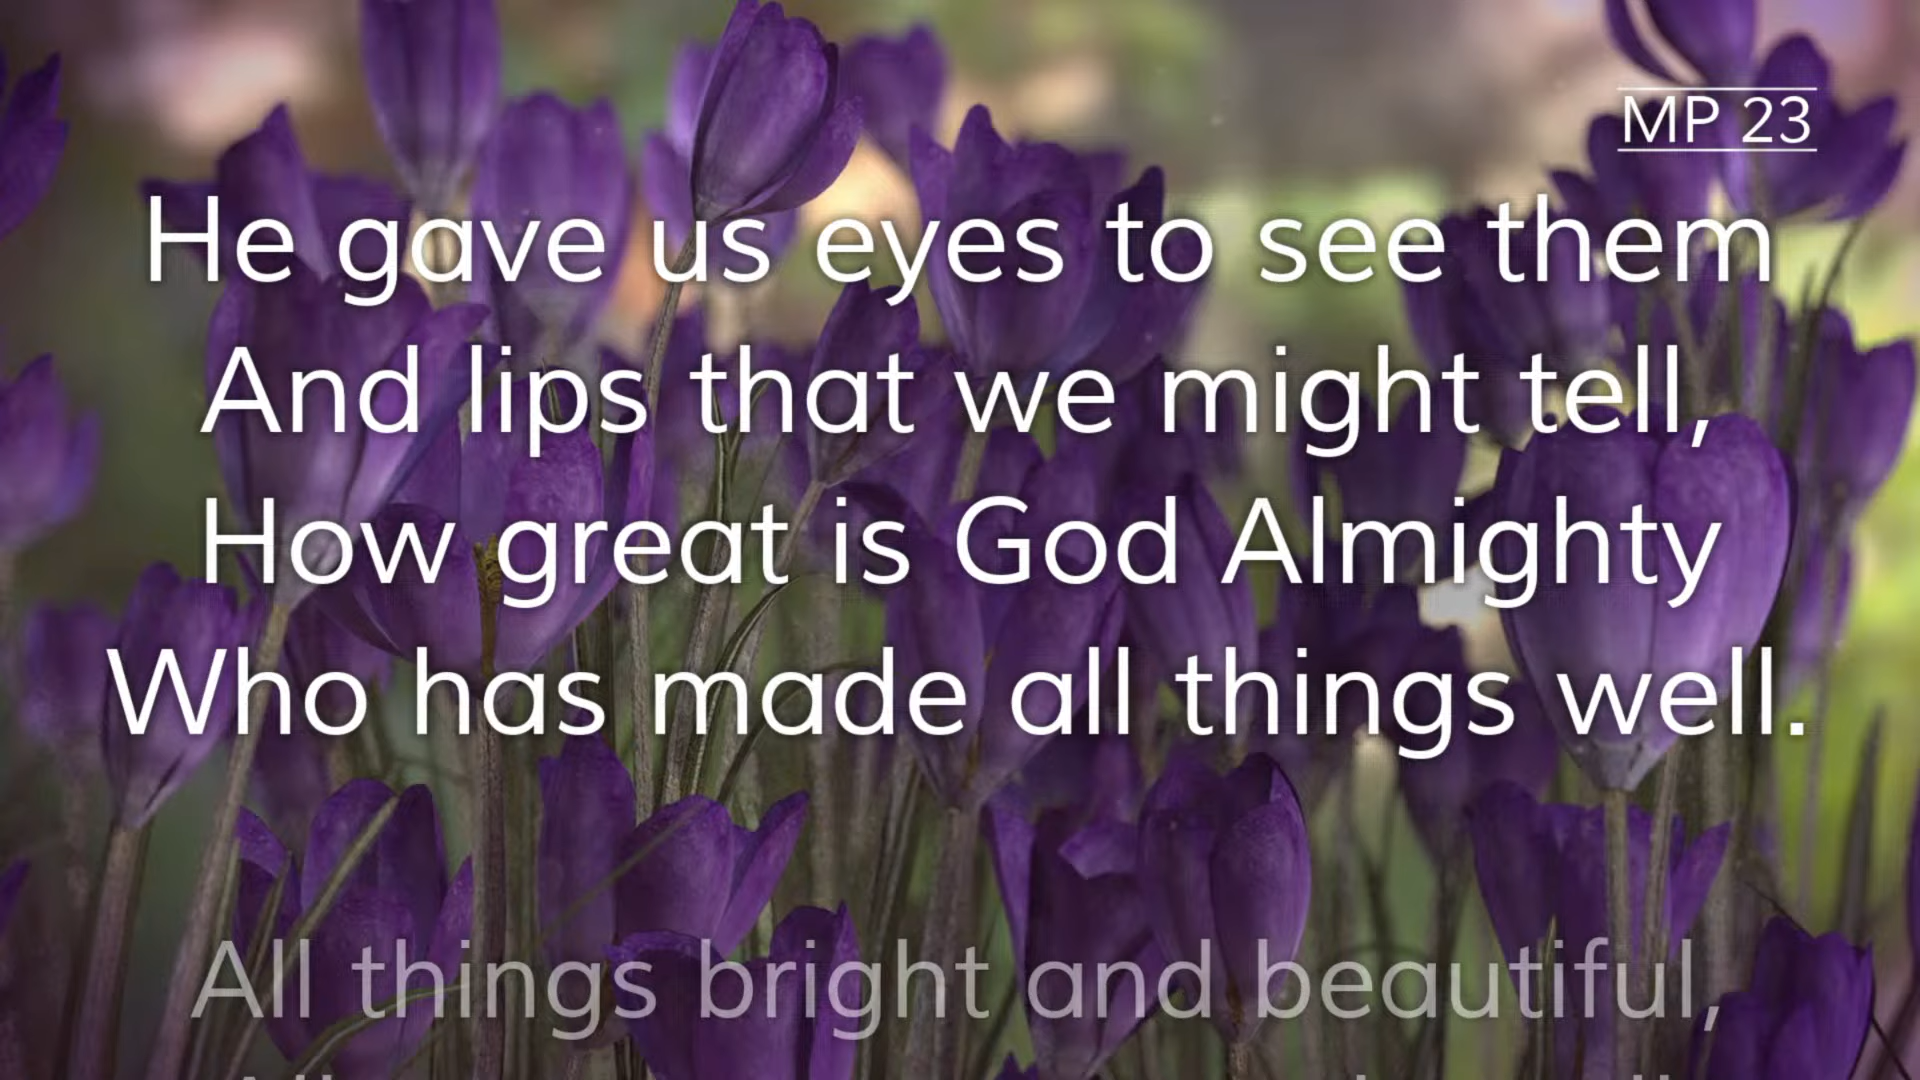 MP 23
He gave us eyes to see them
And lips that we might tell,
How great is God Almighty
Who has made all things well.
All things bright and beautiful,